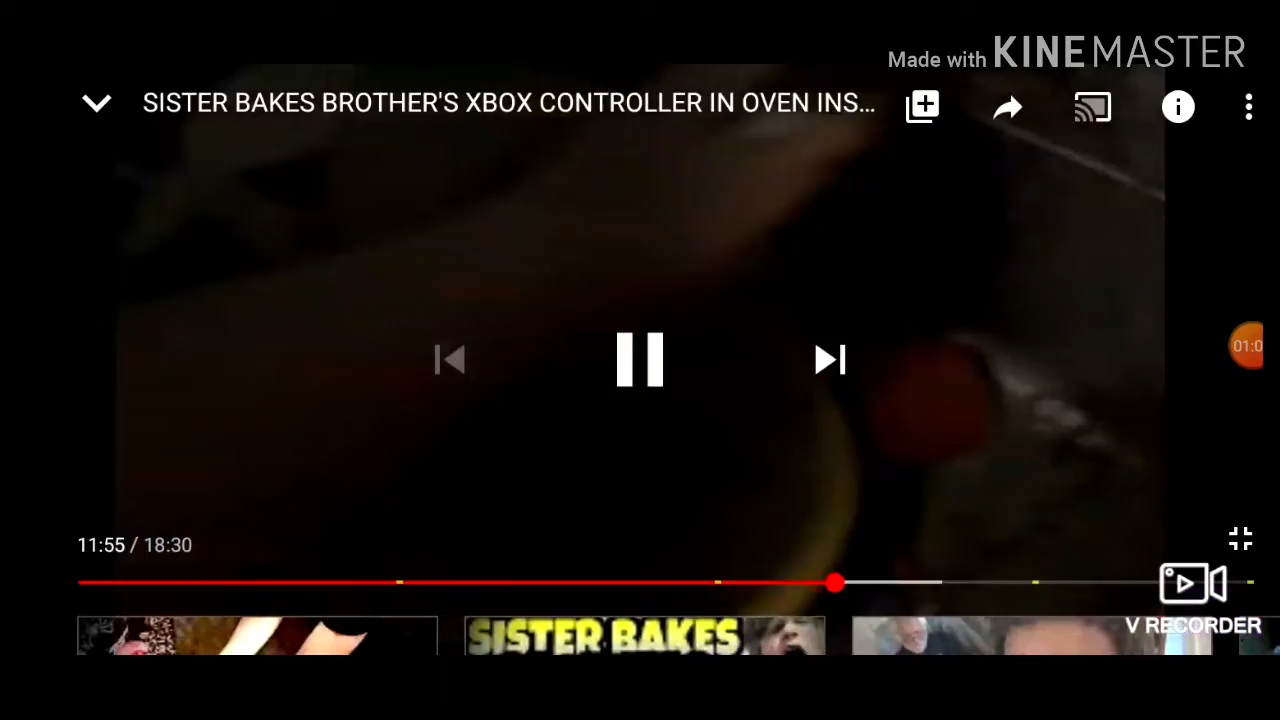 Made with KINEMASTER
SISTER BAKES BROTHER'S XBOX CONTROLLER IN OVEN INS...
01:0
11:55 / 18:30
V RECORDER
SISTER BAKES